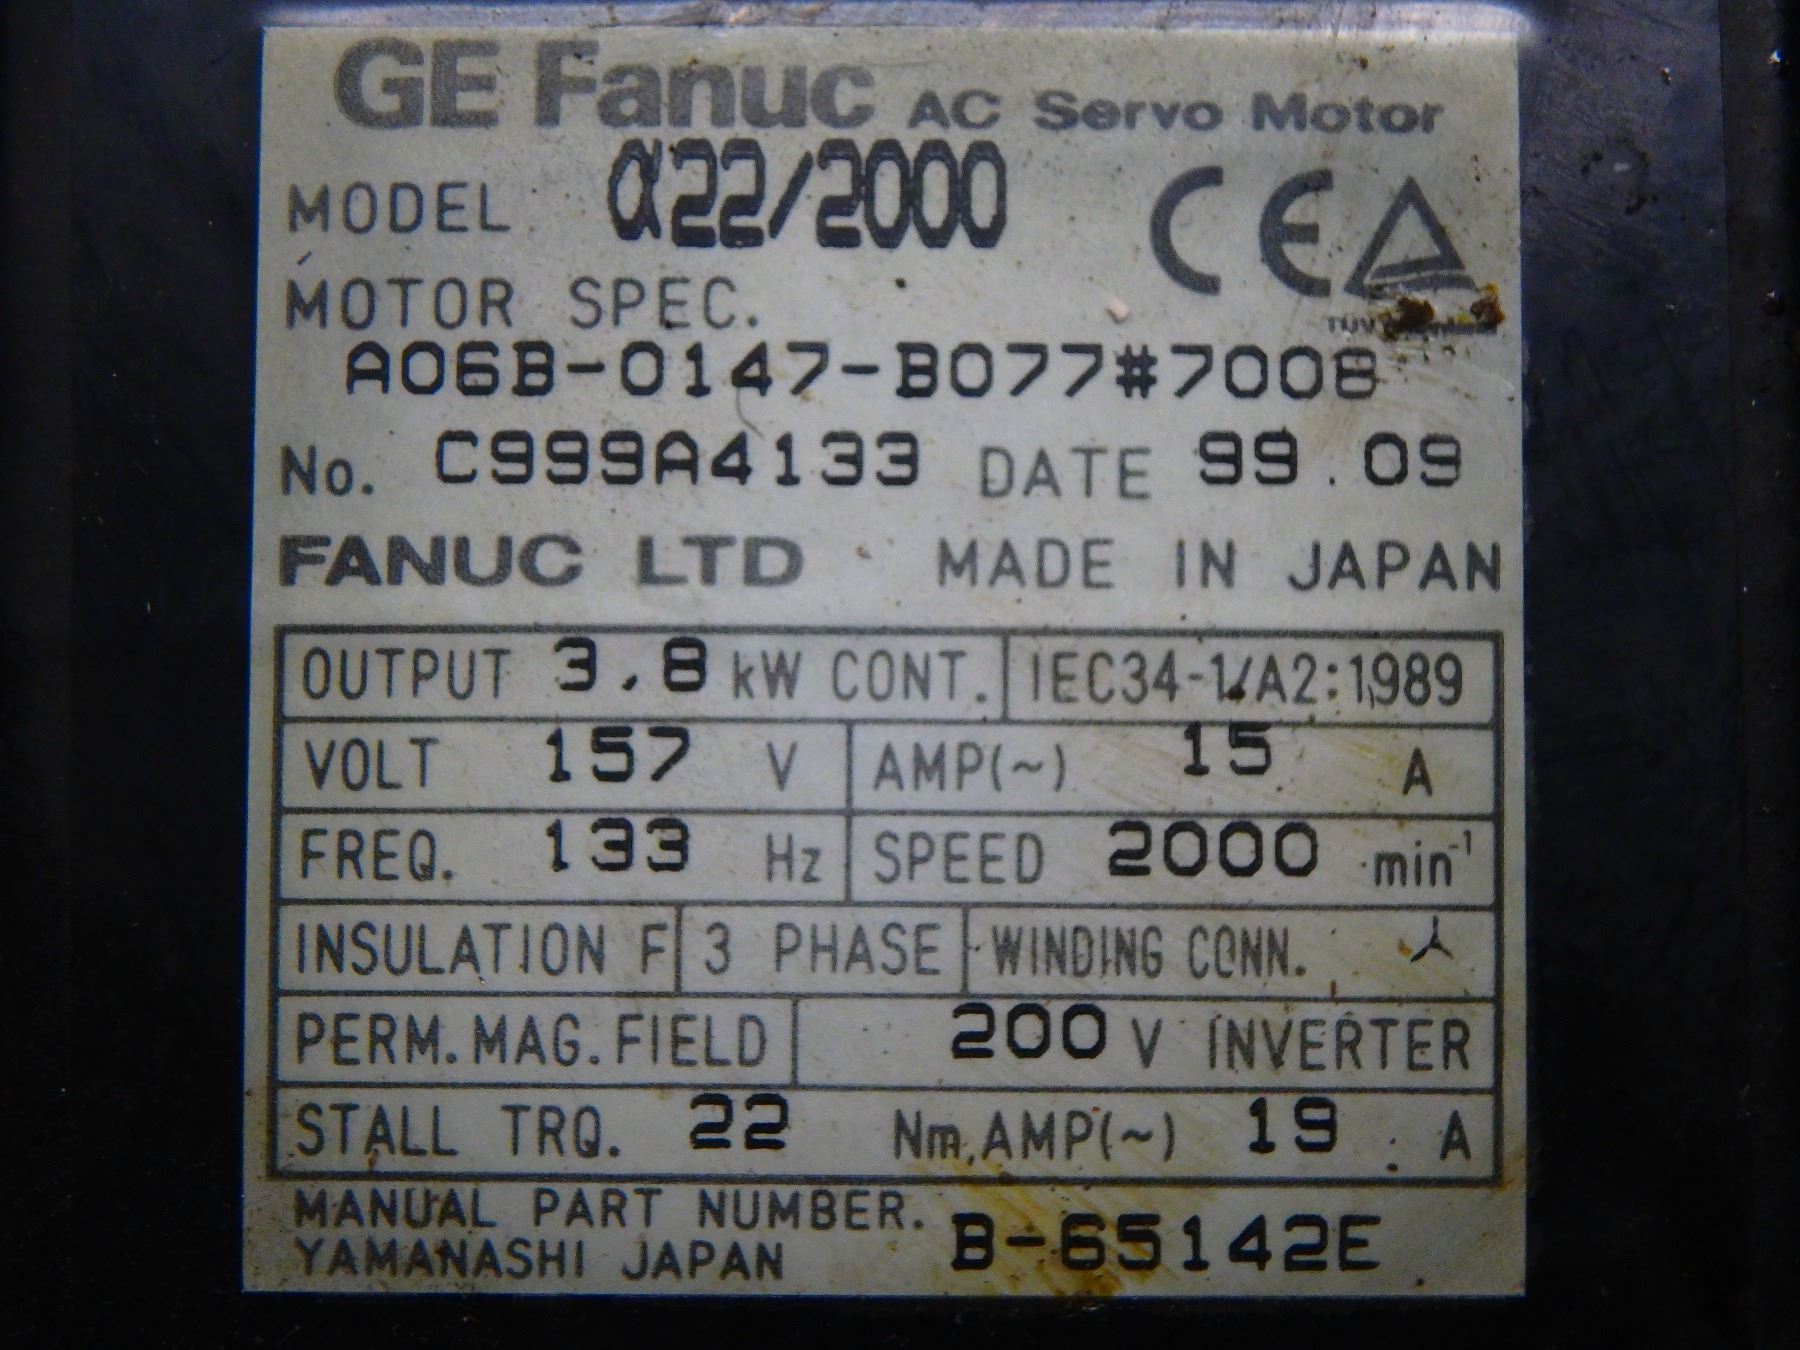 GE Fanuc AC Servo Motor
MODEL α22/2000
CE
MOTOR SPEC.
A06B-0147-B077#7008
No. C999A4133 DATE 99.09
FANUC LTD MADE IN JAPAN
OUTPUT 3.8 kW CONT. IEC34-1/A2:1989
VOLT 157 V AMP(~) 15 A
FREQ. 133 Hz SPEED 2000 min⁻¹
INSULATION F 3 PHASE WINDING CONN.
PERM.MAG.FIELD 200 V INVERTER
STALL TRQ. 22 Nm,AMP(~) 19 A
MANUAL PART NUMBER.
YAMANASHI JAPAN B-65142E